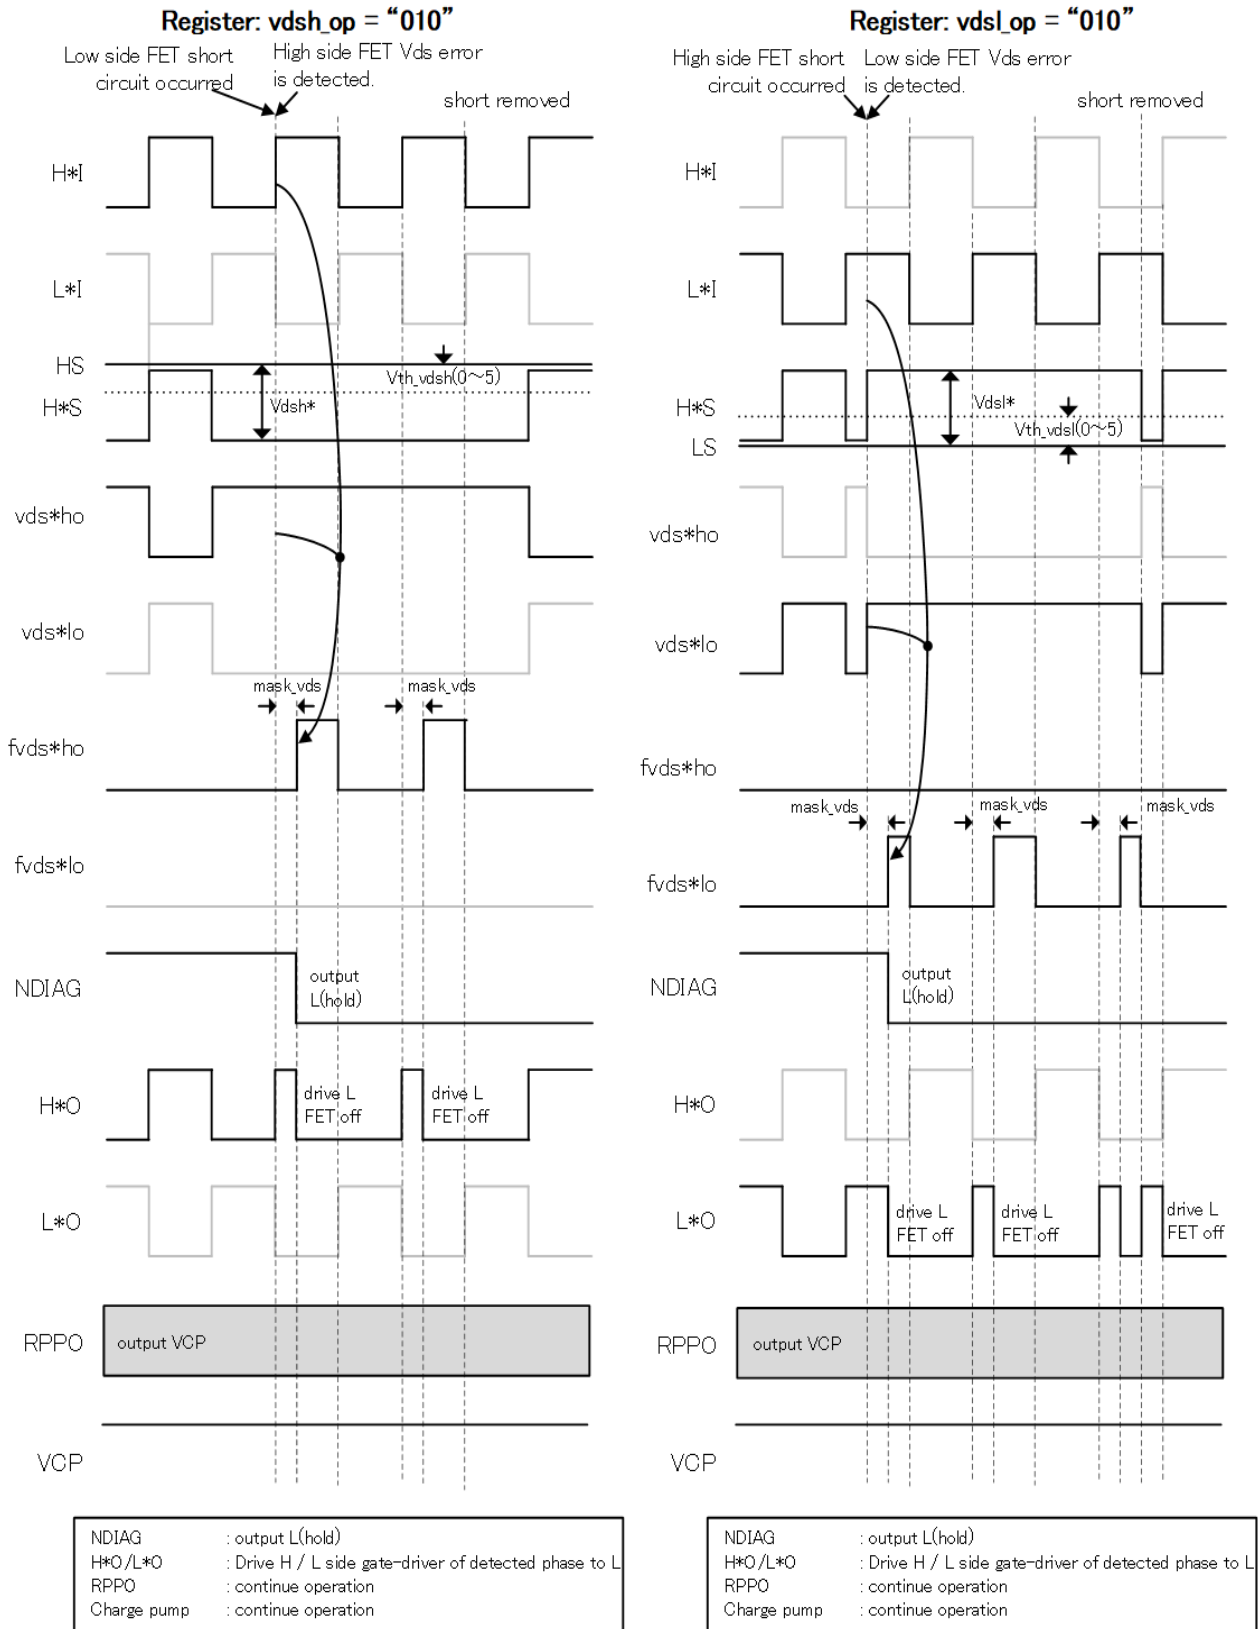 Register: vdsh_op = “010”
Low side FET short
circuit occurred
High side FET Vds error
is detected.
short removed
H*I
L*I
HS
Vth_vdsh(0～5)
H*S
Vdsh*
vds*ho
vds*lo
mask_vds
mask_vds
fvds*ho
fvds*lo
NDIAG
output
L(hold)
H*O
drive L
FET off
drive L
FET off
L*O
RPPO
output VCP
VCP
NDIAG : output L(hold)
H*O/L*O : Drive H / L side gate-driver of detected phase to L
RPPO : continue operation
Charge pump : continue operation
Register: vdsl_op = “010”
High side FET short
circuit occurred
Low side FET Vds error
is detected.
short removed
H*I
L*I
H*S
Vdsl*
Vth_vdsl(0～5)
LS
vds*ho
vds*lo
fvds*ho
mask_vds
mask_vds
mask_vds
fvds*lo
NDIAG
output
L(hold)
H*O
L*O
drive L
FET off
drive L
FET off
drive L
FET off
RPPO
output VCP
VCP
NDIAG : output L(hold)
H*O/L*O : Drive H / L side gate-driver of detected phase to L
RPPO : continue operation
Charge pump : continue operation